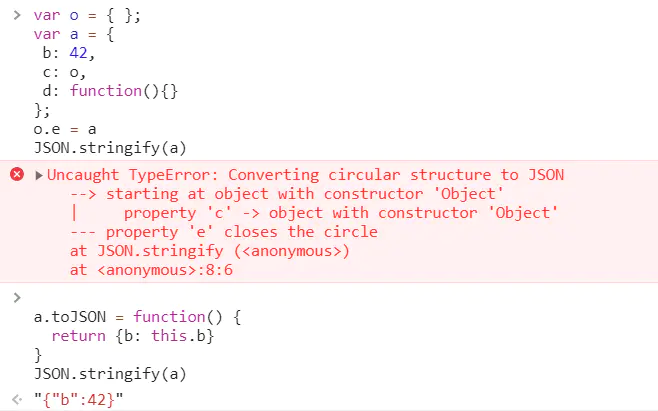 > var o = { };
var a = {
 b: 42,
 c: o,
 d: function(){}
};
o.e = a
JSON.stringify(a)
▶Uncaught TypeError: Converting circular structure to JSON
    --> starting at object with constructor 'Object'
    |     property 'c' -> object with constructor 'Object'
    --- property 'e' closes the circle
    at JSON.stringify (<anonymous>)
    at <anonymous>:8:6
>
a.toJSON = function() {
  return {b: this.b}
}
JSON.stringify(a)
"{"b":42}"